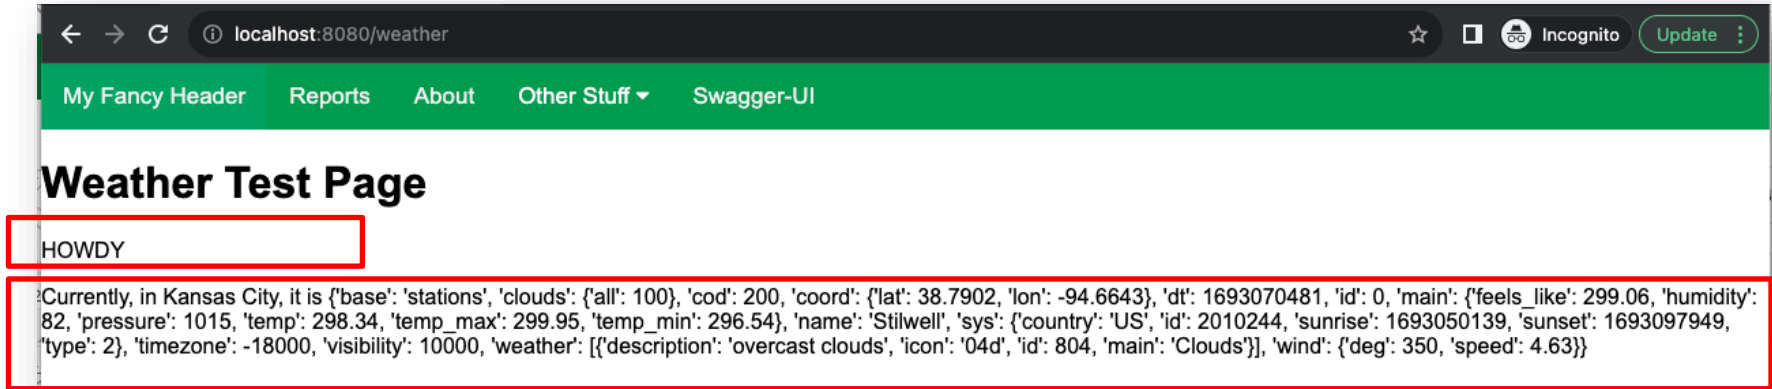 localhost:8080/weather Incognito Update
My Fancy Header Reports About Other Stuff Swagger-UI
Weather Test Page
HOWDY
Currently, in Kansas City, it is {'base': 'stations', 'clouds': {'all': 100}, 'cod': 200, 'coord': {'lat': 38.7902, 'lon': -94.6643}, 'dt': 1693070481, 'id': 0, 'main': {'feels_like': 299.06, 'humidity':
82, 'pressure': 1015, 'temp': 298.34, 'temp_max': 299.95, 'temp_min': 296.54}, 'name': 'Stilwell', 'sys': {'country': 'US', 'id': 2010244, 'sunrise': 1693050139, 'sunset': 1693097949,
'type': 2}, 'timezone': -18000, 'visibility': 10000, 'weather': [{'description': 'overcast clouds', 'icon': '04d', 'id': 804, 'main': 'Clouds'}], 'wind': {'deg': 350, 'speed': 4.63}}